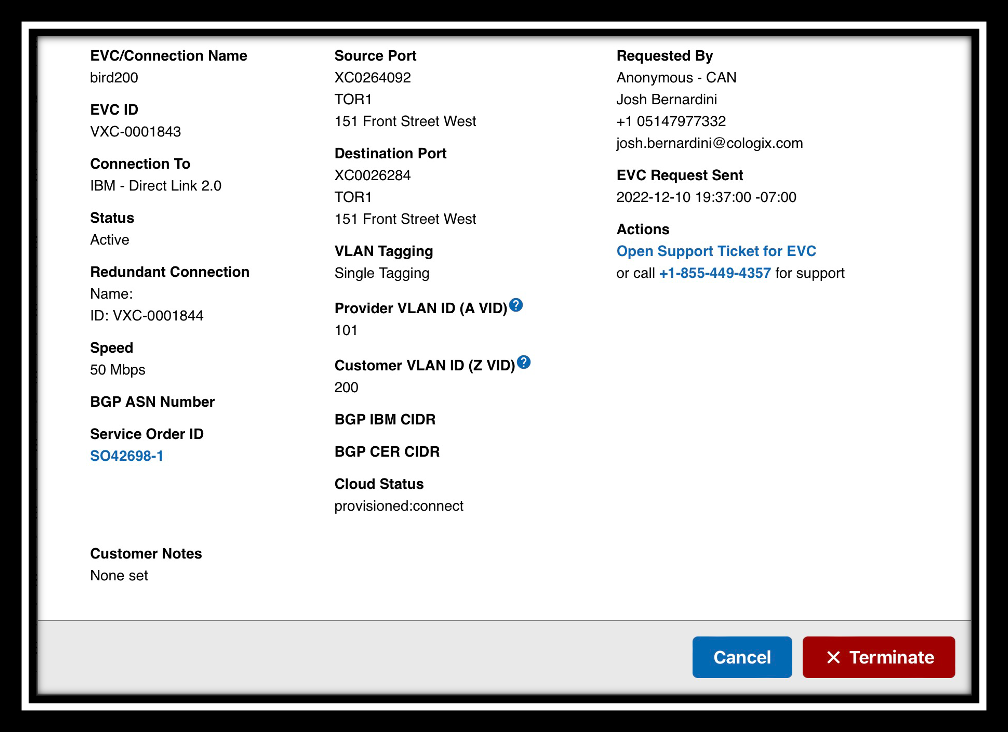 EVC/Connection Name
bird200
EVC ID
VXC-0001843
Connection To
IBM - Direct Link 2.0
Status
Active
Redundant Connection
Name:
ID: VXC-0001844
Speed
50 Mbps
BGP ASN Number
Service Order ID
SO42698-1
Customer Notes
None set
Source Port
XC0264092
TOR1
151 Front Street West
Destination Port
XC0026284
TOR1
151 Front Street West
VLAN Tagging
Single Tagging
Provider VLAN ID (A VID) ?
101
Customer VLAN ID (Z VID) ?
200
BGP IBM CIDR
BGP CER CIDR
Cloud Status
provisioned:connect
Requested By
Anonymous - CAN
Josh Bernardini
+1 05147977332
josh.bernardini@cologix.com
EVC Request Sent
2022-12-10 19:37:00 -07:00
Actions
Open Support Ticket for EVC
or call +1-855-449-4357 for support
Cancel
✕ Terminate